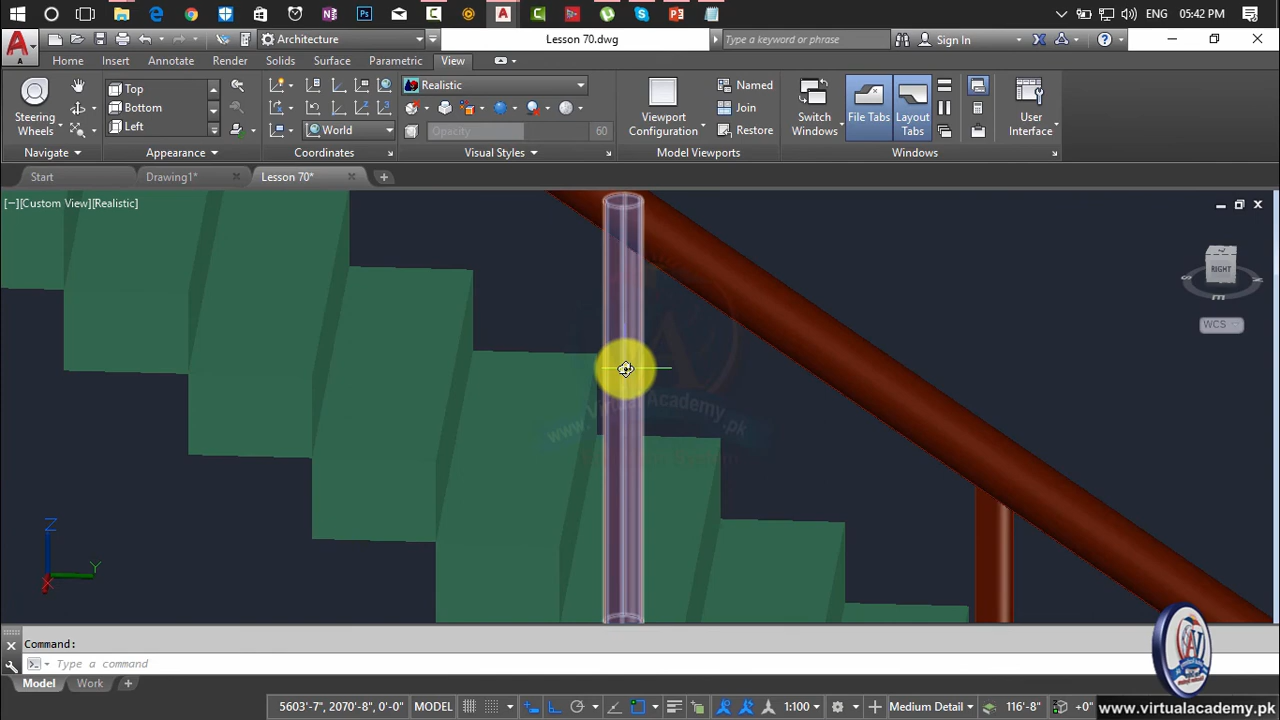 ENG 05:42 PM
A Architecture Lesson 70.dwg Type a keyword or phrase Sign In
Home Insert Annotate Render Solids Surface Parametric View
Steering Wheels
Top
Bottom
Left
World
Realistic
Opacity 60
Viewport Configuration
Named
Join
Restore
Switch Windows
File Tabs
Layout Tabs
User Interface
Navigate Appearance Coordinates Visual Styles Model Viewports Windows
Start Drawing1* Lesson 70* +
[−][Custom View][Realistic]
RIGHT
WCS
www.VirtualAcademy.pk
Z
Y
X
Command:
Type a command
Model Work +
5603'-7", 2070'-8", 0'-0" MODEL 1:100 Medium Detail 116'-8" +0"
www.virtualacademy.pk